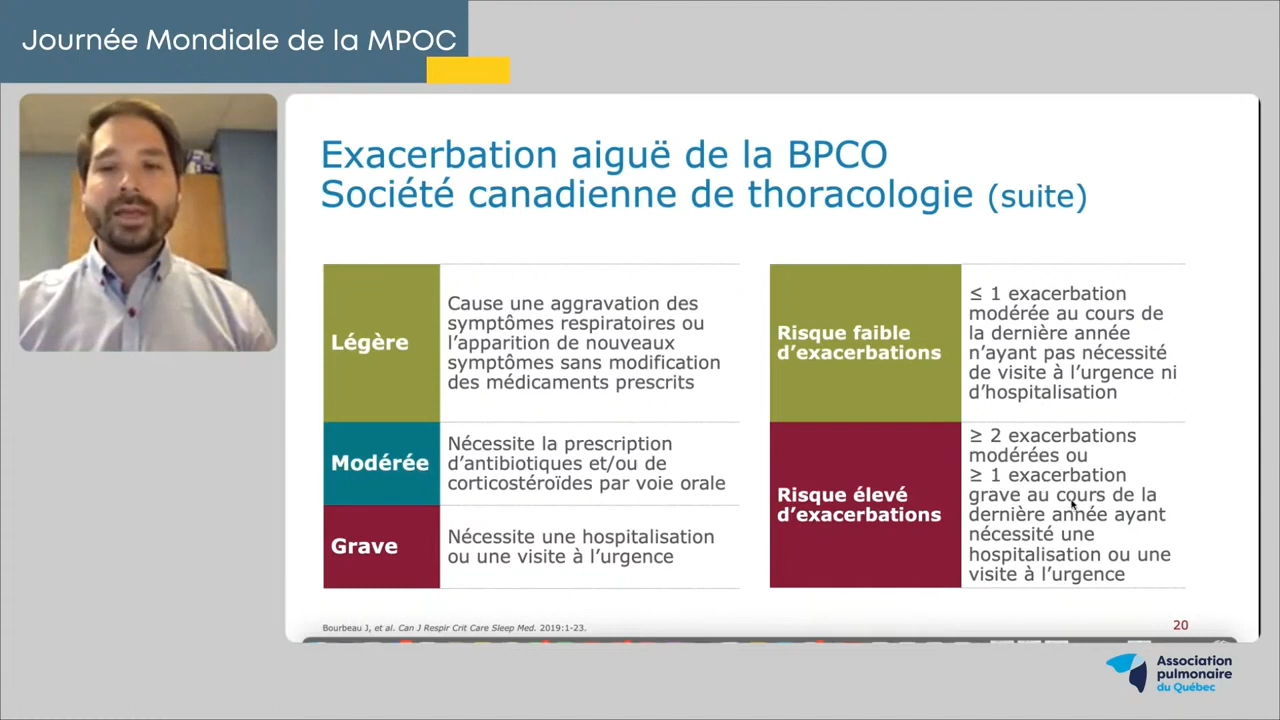 Journée Mondiale de la MPOC
Exacerbation aiguë de la BPCO
Société canadienne de thoracologie (suite)
Légère
Cause une aggravation des
symptômes respiratoires ou
l’apparition de nouveaux
symptômes sans modification
des médicaments prescrits
Modérée
Nécessite la prescription
d’antibiotiques et/ou de
corticostéroïdes par voie orale
Grave
Nécessite une hospitalisation
ou une visite à l’urgence
Risque faible
d’exacerbations
≤ 1 exacerbation
modérée au cours de
la dernière année
n’ayant pas nécessité
de visite à l’urgence ni
d’hospitalisation
Risque élevé
d’exacerbations
≥ 2 exacerbations
modérées ou
≥ 1 exacerbation
grave au cours de la
dernière année ayant
nécessité une
hospitalisation ou une
visite à l’urgence
Bourbeau J, et al. Can J Respir Crit Care Sleep Med. 2019:1-23.
20
Association
pulmonaire
du Québec